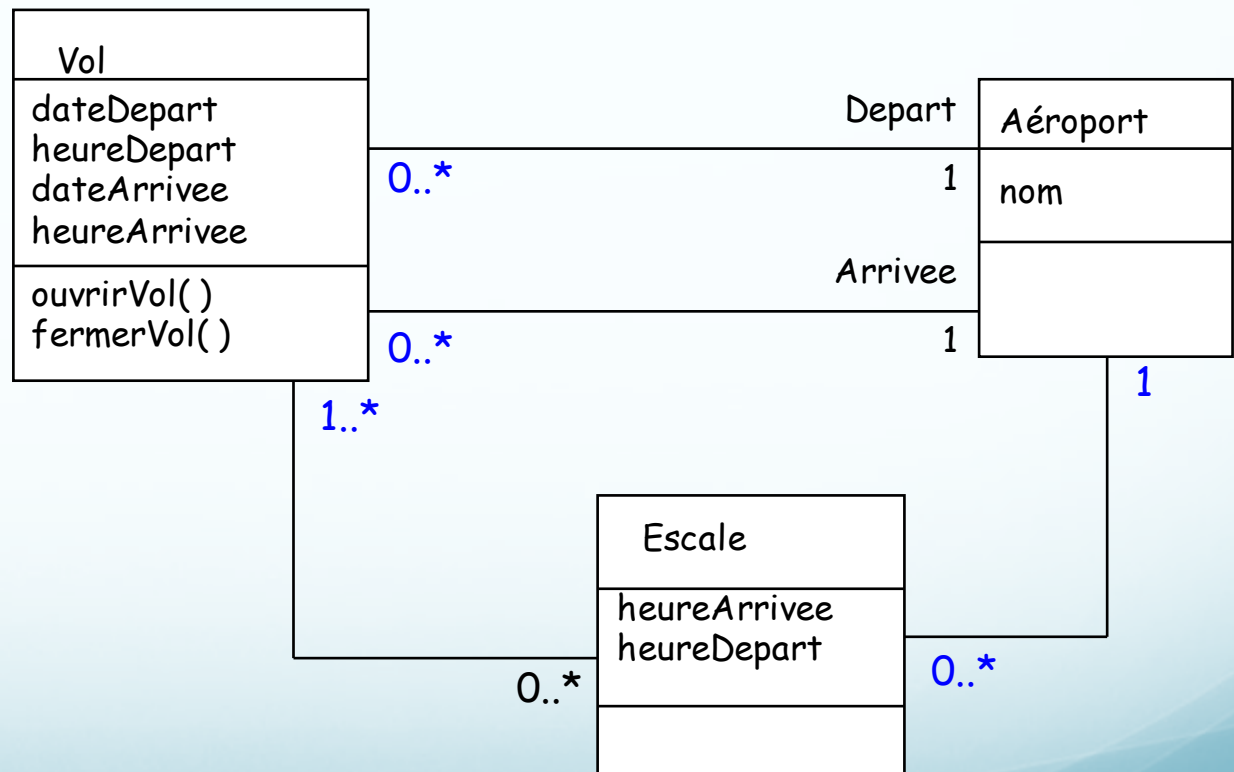 Vol
dateDepart
heureDepart
dateArrivee
heureArrivee
ouvrirVol( )
fermerVol( )
0..*
Depart
1
Aéroport
nom
0..*
Arrivee
1
1..*
1
Escale
heureArrivee
heureDepart
0..*
0..*